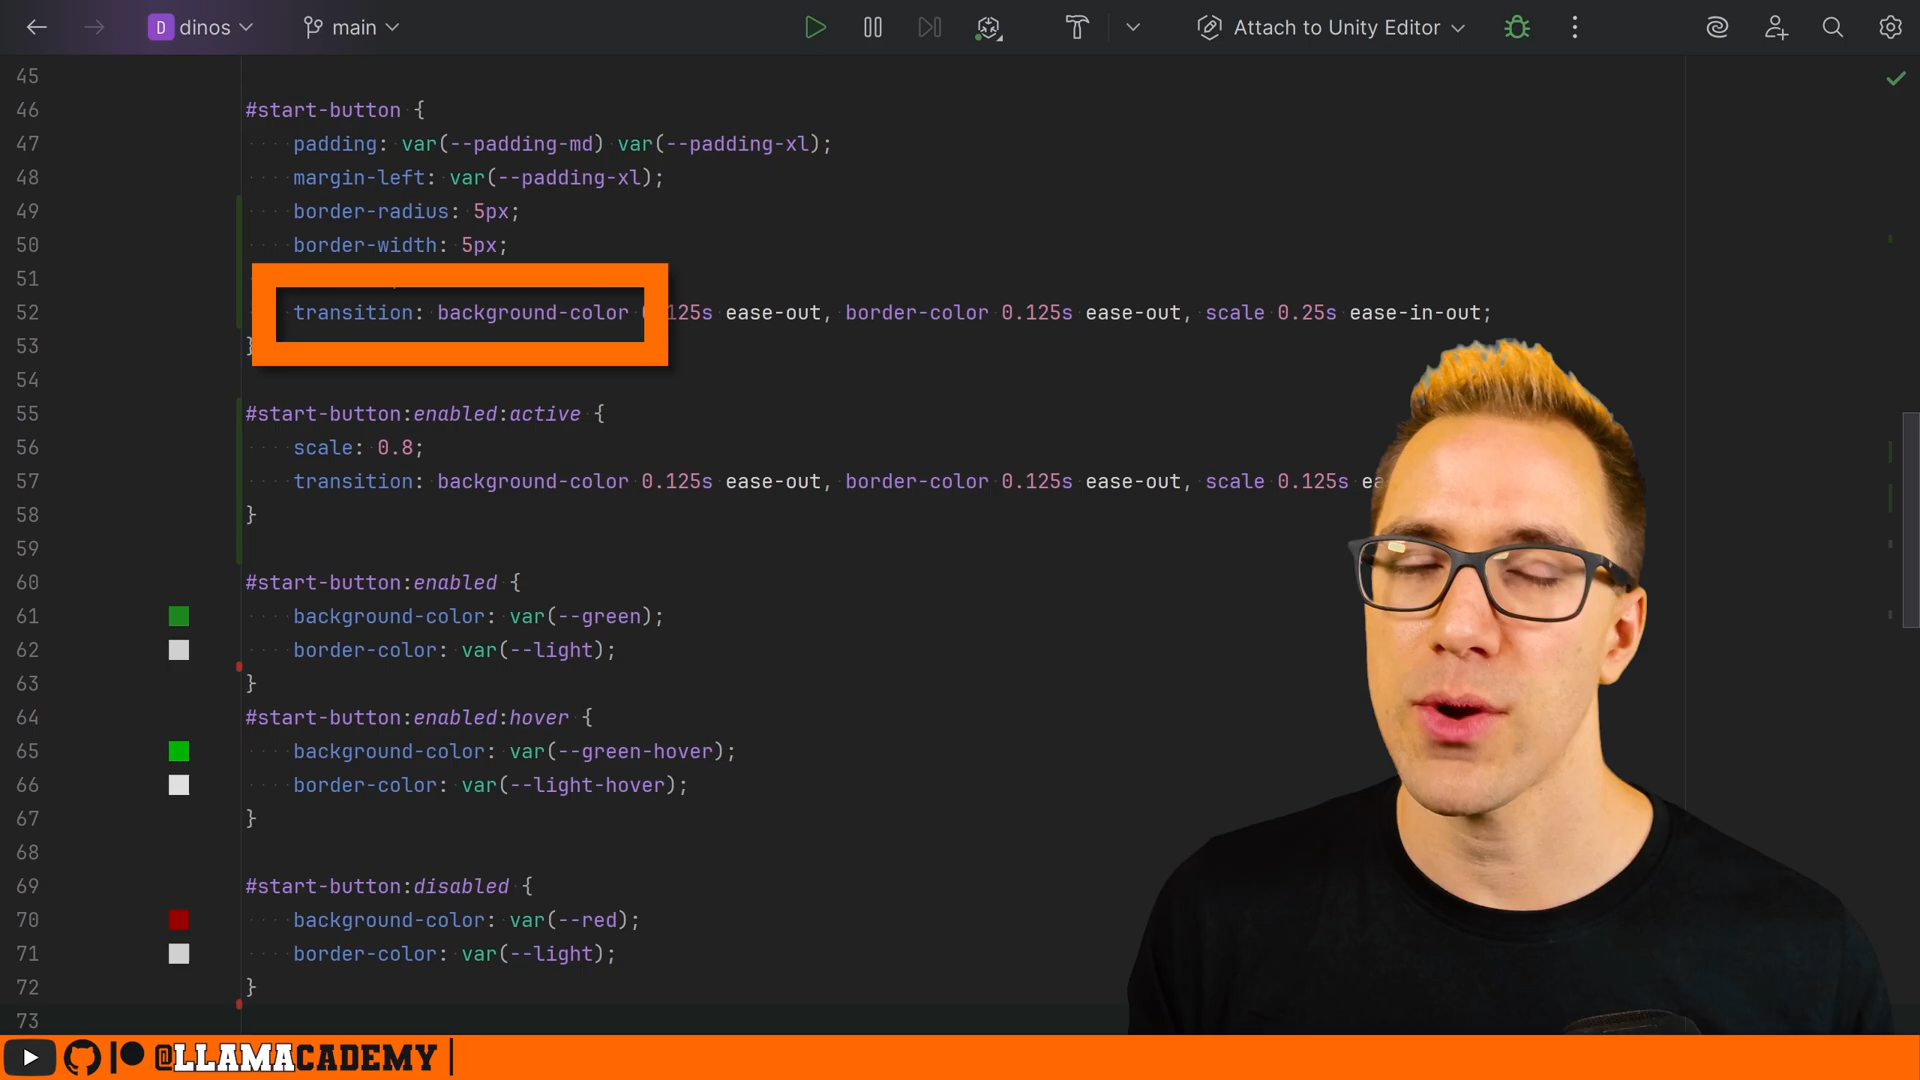 D dinos main Attach to Unity Editor
45
46 #start-button {
47 padding: var(--padding-md) var(--padding-xl);
48 margin-left: var(--padding-xl);
49 border-radius: 5px;
50 border-width: 5px;
51
52 transition: background-color 0.125s ease-out, border-color 0.125s ease-out, scale 0.25s ease-in-out;
53 }
54
55 #start-button:enabled:active {
56 scale: 0.8;
57 transition: background-color 0.125s ease-out, border-color 0.125s ease-out, scale 0.125s ea
58 }
59
60 #start-button:enabled {
61 background-color: var(--green);
62 border-color: var(--light);
63 }
64 #start-button:enabled:hover {
65 background-color: var(--green-hover);
66 border-color: var(--light-hover);
67 }
68
69 #start-button:disabled {
70 background-color: var(--red);
71 border-color: var(--light);
72 }
73
@LLAMACADEMY